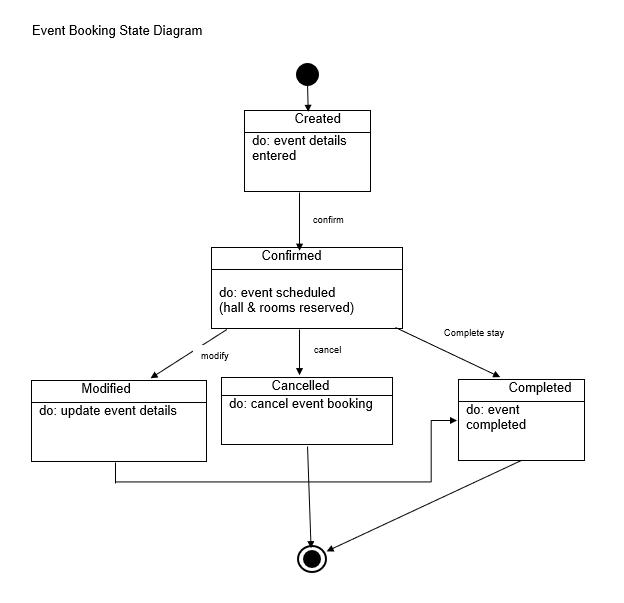 Event Booking State Diagram
Created
do: event details
entered
confirm
Confirmed
do: event scheduled
(hall & rooms reserved)
Complete stay
modify
cancel
Modified
do: update event details
Cancelled
do: cancel event booking
Completed
do: event
completed